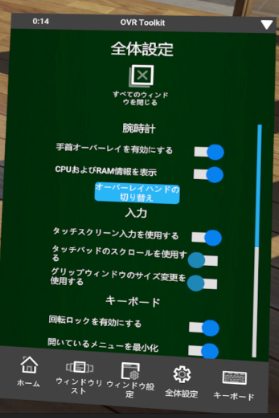 0:14
OVR Toolkit
全体設定
すべてのウィンド
ウを閉じる
腕時計
手首オーバーレイを有効にする
CPUおよびRAM情報を表示
オーバーレイハンドの
切り替え
入力
タッチスクリーン入力を使用する
タッチパッドのスクロールを使用す
る
グリップウィンドウのサイズ変更を
使用する
キーボード
回転ロックを有効にする
開いているメニューを最小化
ホーム
ウィンドウリ
スト
ウィンドウ設
定
全体設定
キーボード